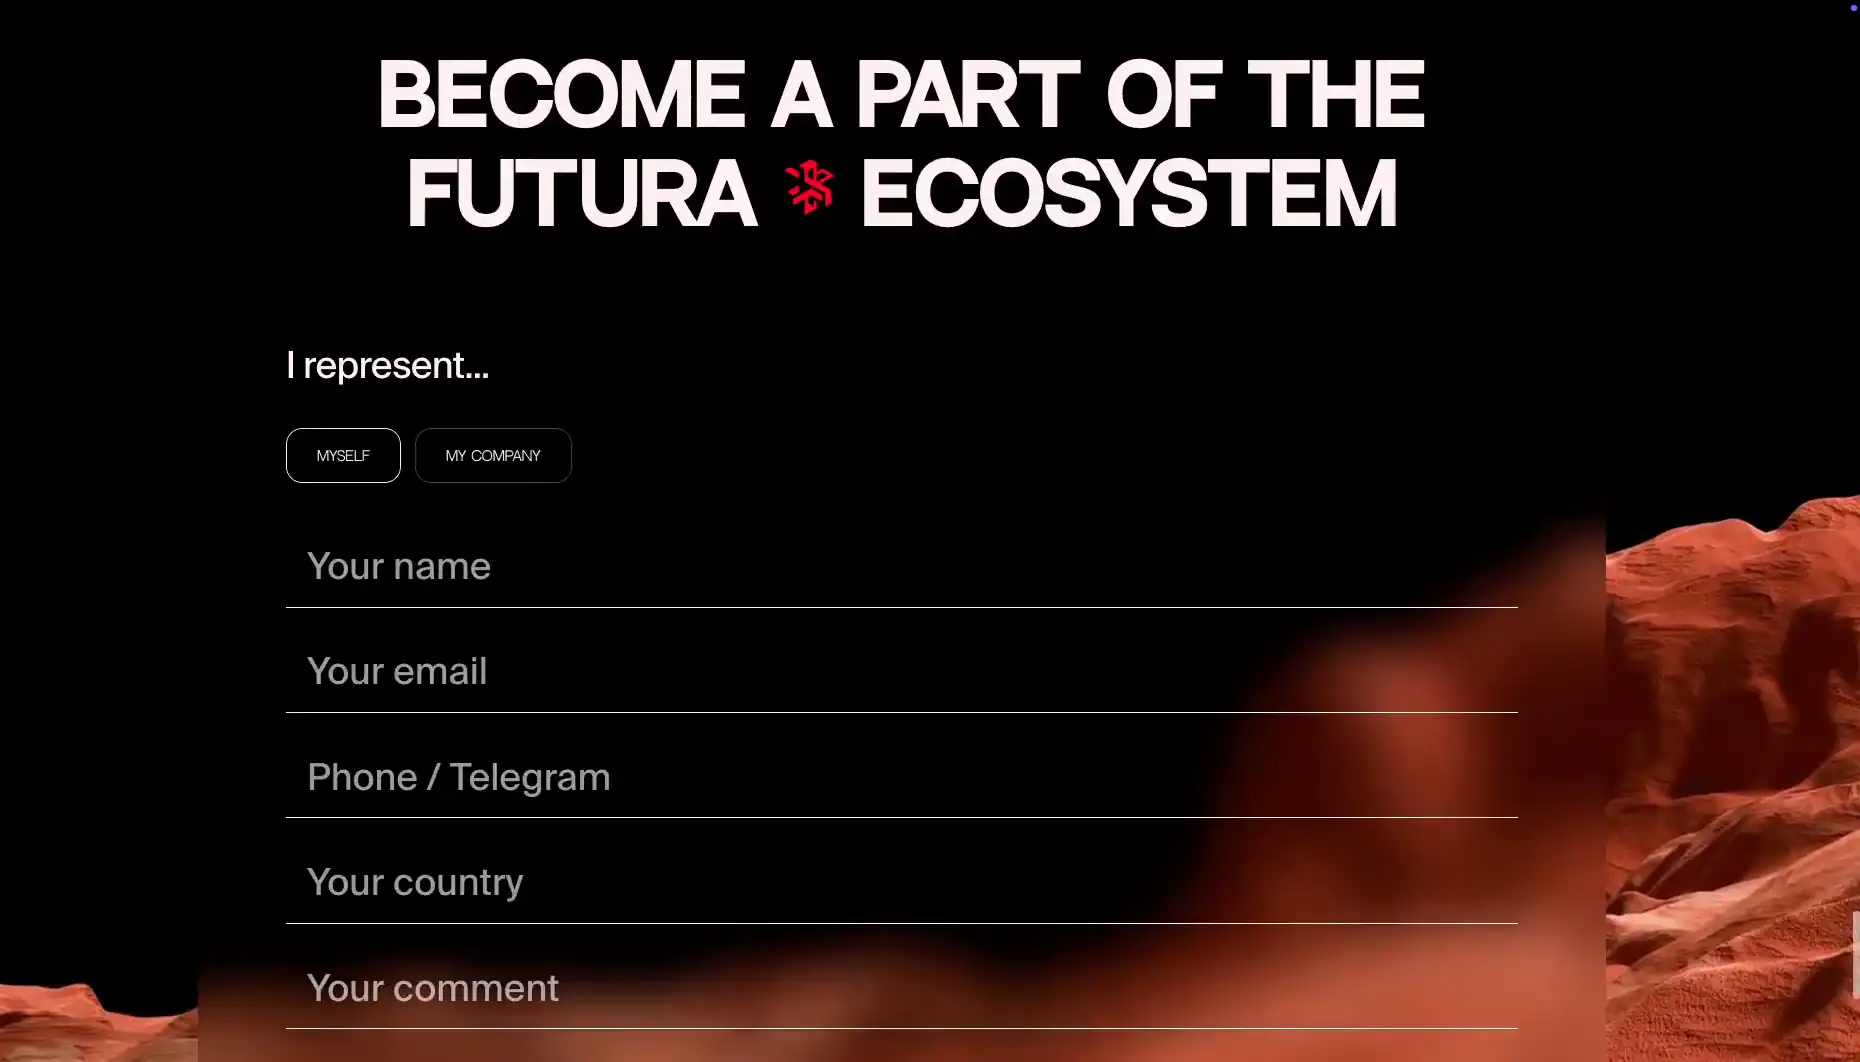 BECOME A PART OF THE
FUTURA ECOSYSTEM
I represent...
MYSELF
MY COMPANY
Your name
Your email
Phone / Telegram
Your country
Your comment